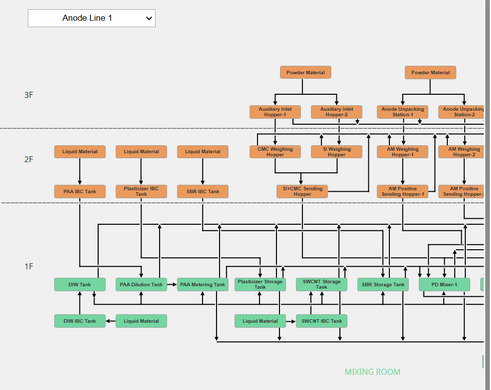 Anode Line 1
Powder Material
Powder Material
3F
Auxiliary Inlet
Hopper-1
Auxiliary Inlet
Hopper-2
Anode Unpacking
Station-1
Anode Unpacking
Station-2
2F
Liquid Material
Liquid Material
Liquid Material
CMC Weighing
Hopper
SI Weighing
Hopper
AM Weighing
Hopper-1
AM Weighing
Hopper-2
PAA IBC Tank
Plasticizer IBC
Tank
SBR IBC Tank
SI+CMC Sending
Hopper
AM Positive
Sending Hopper-1
AM Positive
Sending Hopper-
1F
DIW Tank
PAA Dilution Tank
PAA Metering Tank
Plasticizer Storage
Tank
SWCNT Storage
Tank
SBR Storage Tank
PD Mixer-1
DIW IBC Tank
Liquid Material
Liquid Material
SWCNT IBC Tank
MIXING ROOM